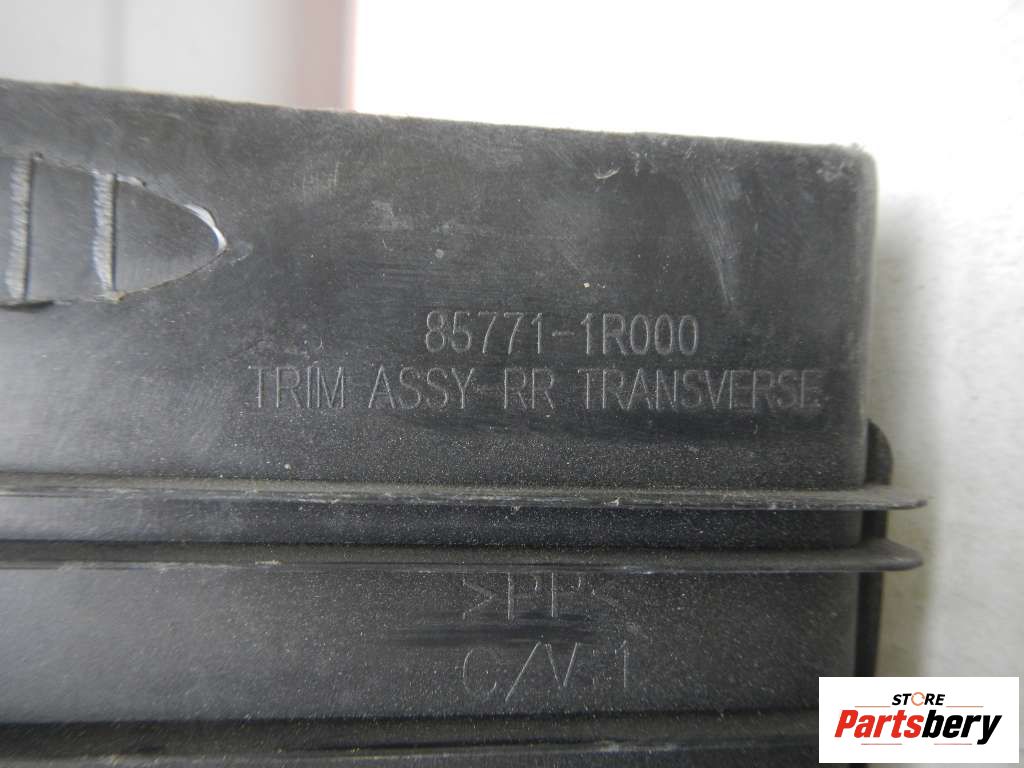 85771-1R000
TRIM ASSY-RR TRANSVERSE
>PP<
C/V:1
STORE
Partsbery